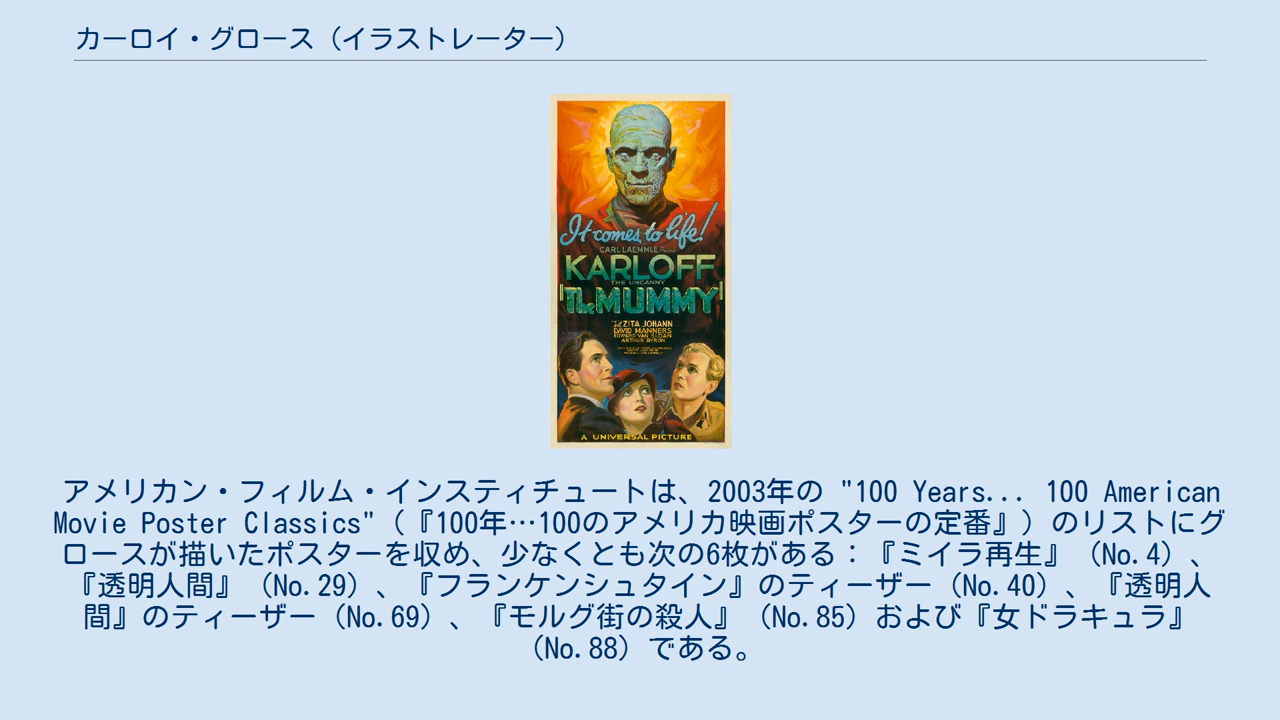 カーロイ・グロース（イラストレーター）
It comes to life!
CARL LAEMMLE
KARLOFF
THE UNCANNY
"The MUMMY"
ZITA JOHANN
DAVID MANNERS
EDWARD VAN SLOAN
ARTHUR BYRON
A UNIVERSAL PICTURE
アメリカン・フィルム・インスティチュートは、2003年の "100 Years... 100 American
Movie Poster Classics"（『100年…100のアメリカ映画ポスターの定番』）のリストにグ
ロースが描いたポスターを収め、少なくとも次の6枚がある：『ミイラ再生』（No.4）、
『透明人間』（No.29）、『フランケンシュタイン』のティーザー（No.40）、『透明人
間』のティーザー（No.69）、『モルグ街の殺人』（No.85）および『女ドラキュラ』
（No.88）である。